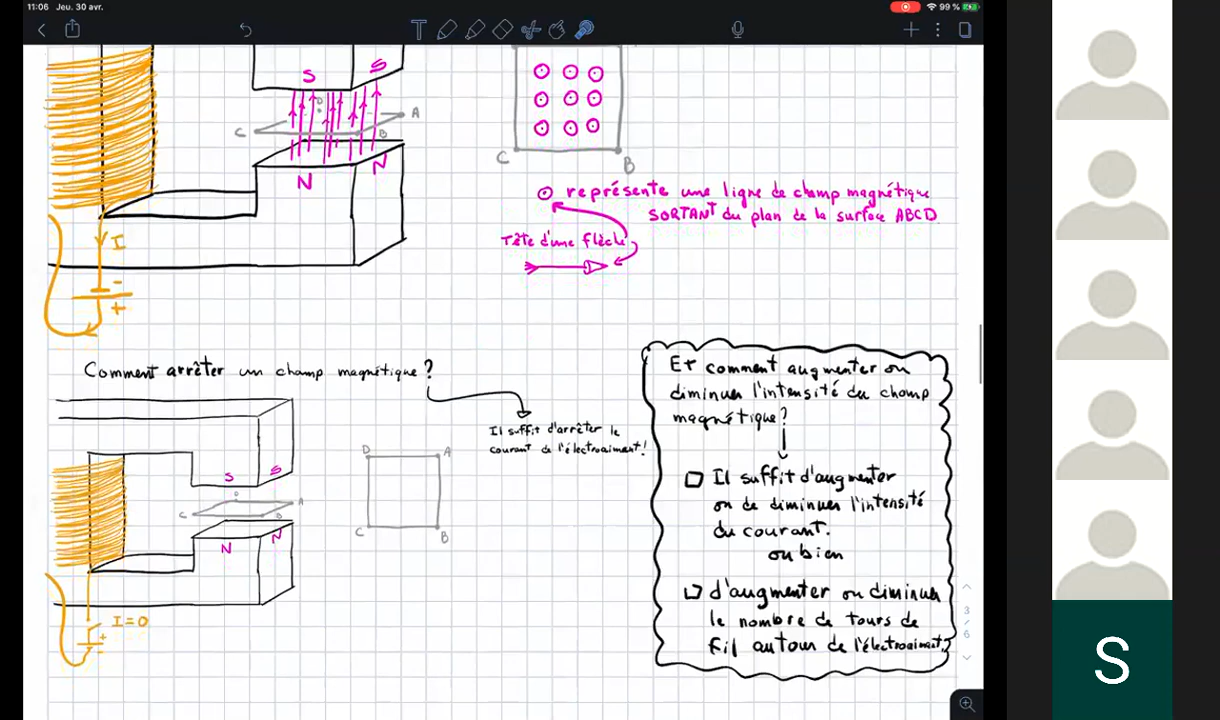 11:06 Jeu. 30 avr.
99 %
S S
A
C B
N N
I
-
+
C B
⊙ représente une ligne de champ magnétique
SORTANT du plan de la surface ABCD
Tête d'une flèche
Comment arrêter un champ magnétique ?
Il suffit d'arrêter le
courant de l'électroaimant!
S S
D
A
C B
N N
I=0
+
-
D A
C B
Et comment augmenter ou
diminuer l'intensité du champ
magnétique?
Il suffit d'augmenter
ou de diminuer l'intensité
du courant.
ou bien
d'augmenter ou diminuer
le nombre de tours de
fil autour de l'électroaimant?
3
/
6
S